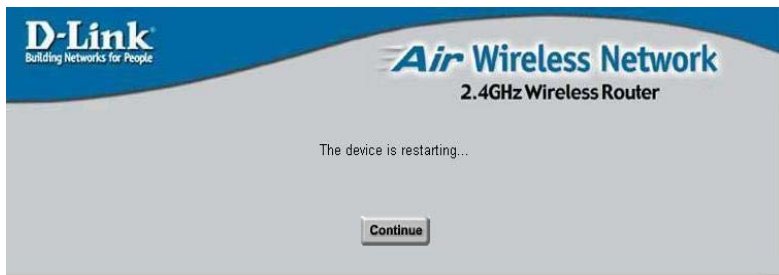 D-Link
Building Networks for People
Air Wireless Network
2.4GHz Wireless Router
The device is restarting...
Continue